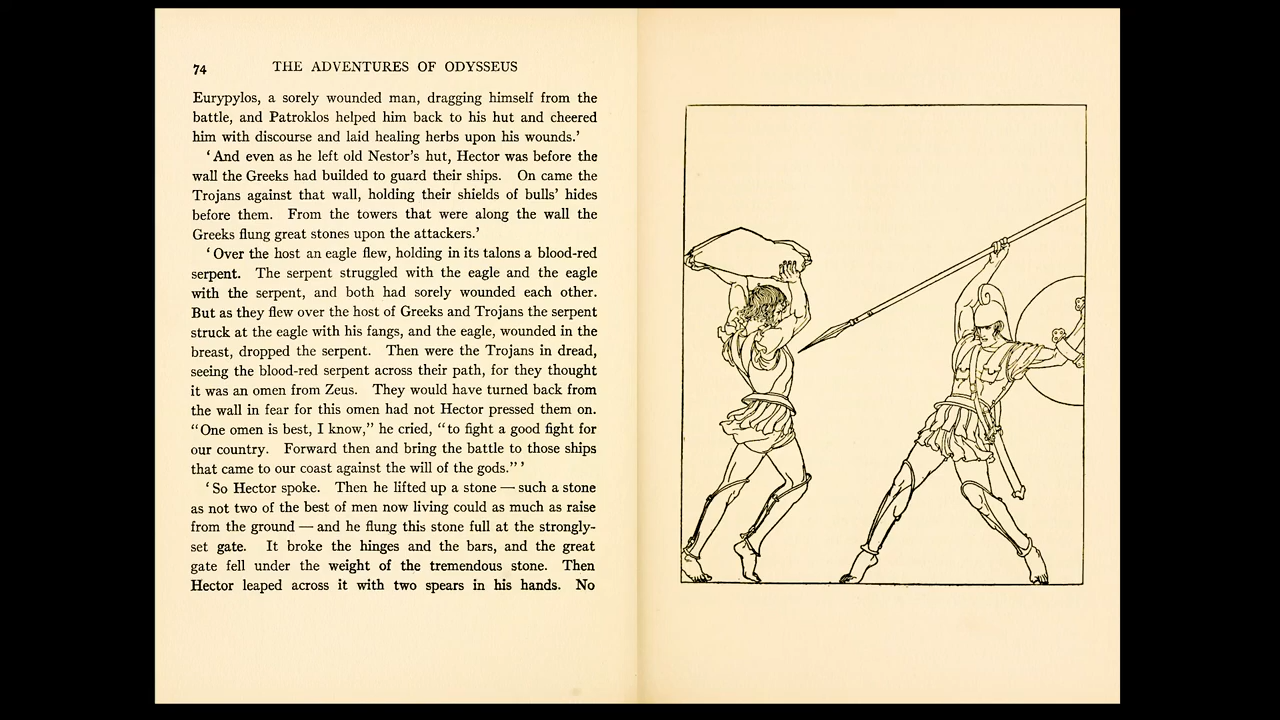 74 THE ADVENTURES OF ODYSSEUS
Eurypylos, a sorely wounded man, dragging himself from the
battle, and Patroklos helped him back to his hut and cheered
him with discourse and laid healing herbs upon his wounds.’
‘And even as he left old Nestor’s hut, Hector was before the
wall the Greeks had builded to guard their ships. On came the
Trojans against that wall, holding their shields of bulls’ hides
before them. From the towers that were along the wall the
Greeks flung great stones upon the attackers.’
‘Over the host an eagle flew, holding in its talons a blood-red
serpent. The serpent struggled with the eagle and the eagle
with the serpent, and both had sorely wounded each other.
But as they flew over the host of Greeks and Trojans the serpent
struck at the eagle with his fangs, and the eagle, wounded in the
breast, dropped the serpent. Then were the Trojans in dread,
seeing the blood-red serpent across their path, for they thought
it was an omen from Zeus. They would have turned back from
the wall in fear for this omen had not Hector pressed them on.
“One omen is best, I know,” he cried, “to fight a good fight for
our country. Forward then and bring the battle to those ships
that came to our coast against the will of the gods.” ’
‘So Hector spoke. Then he lifted up a stone — such a stone
as not two of the best of men now living could as much as raise
from the ground — and he flung this stone full at the strongly-
set gate. It broke the hinges and the bars, and the great
gate fell under the weight of the tremendous stone. Then
Hector leaped across it with two spears in his hands. No